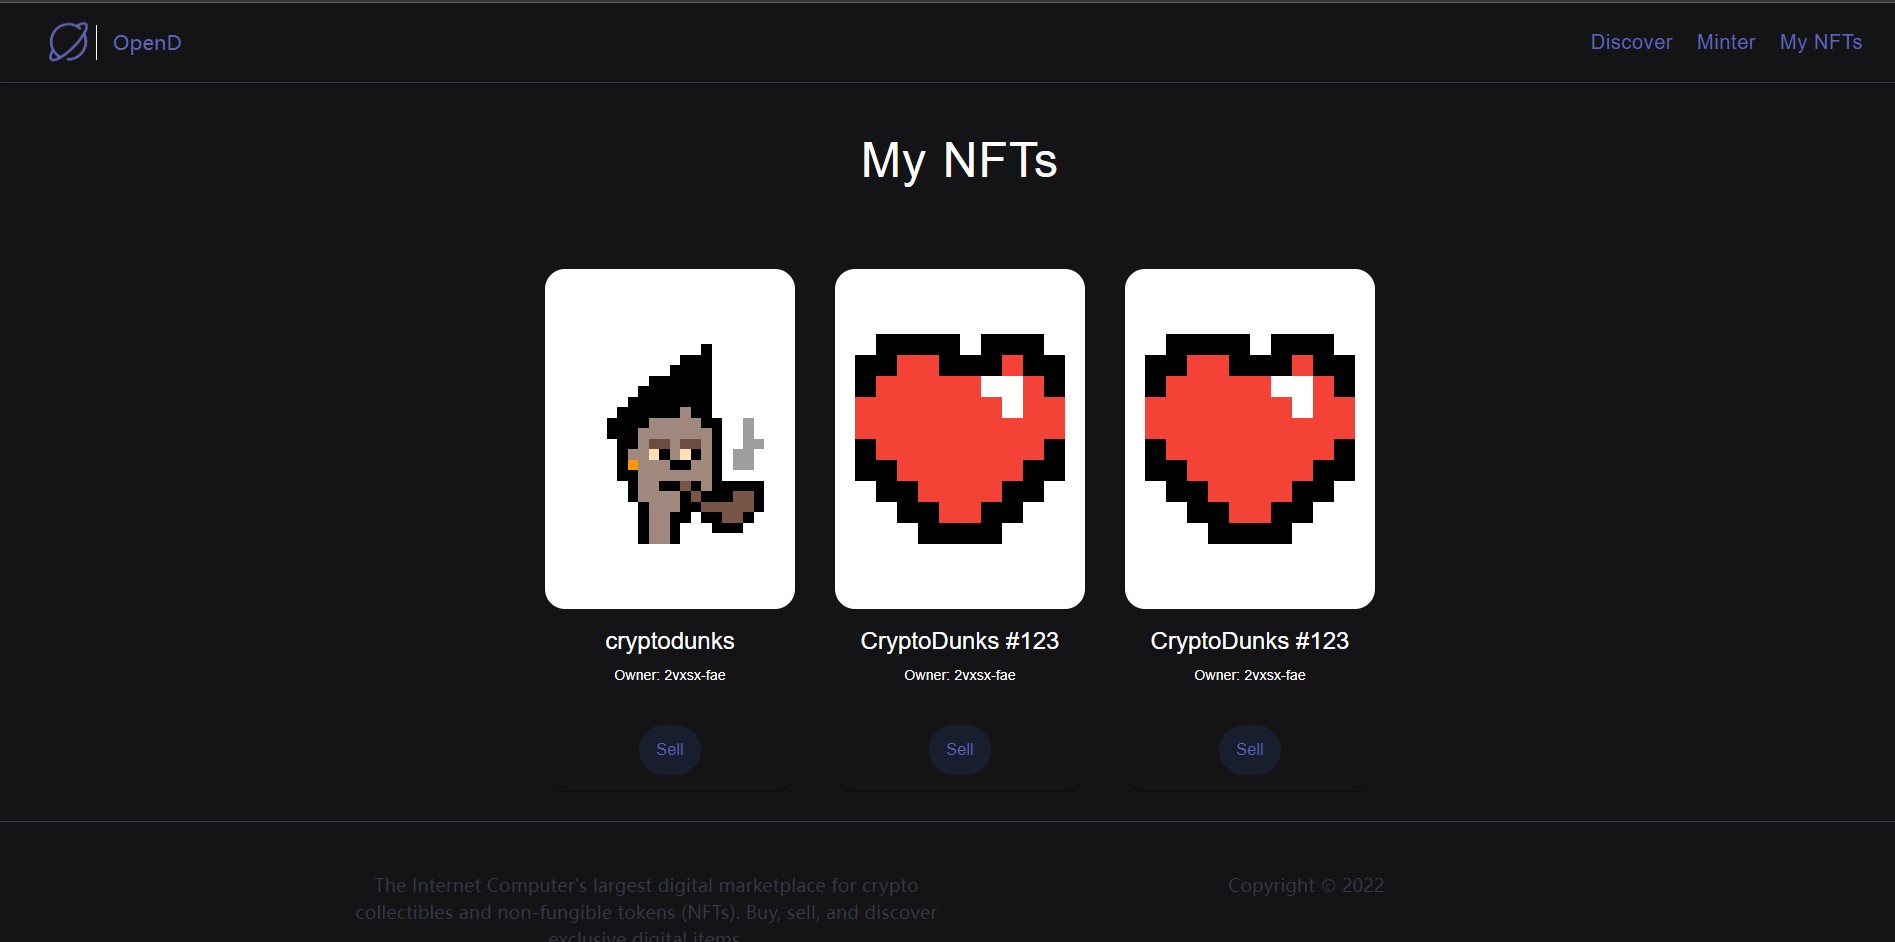 OpenD
Discover Minter My NFTs
My NFTs
cryptodunks
Owner: 2vxsx-fae
Sell
CryptoDunks #123
Owner: 2vxsx-fae
Sell
CryptoDunks #123
Owner: 2vxsx-fae
Sell
The Internet Computer's largest digital marketplace for crypto
collectibles and non-fungible tokens (NFTs). Buy, sell, and discover
exclusive digital items.
Copyright © 2022